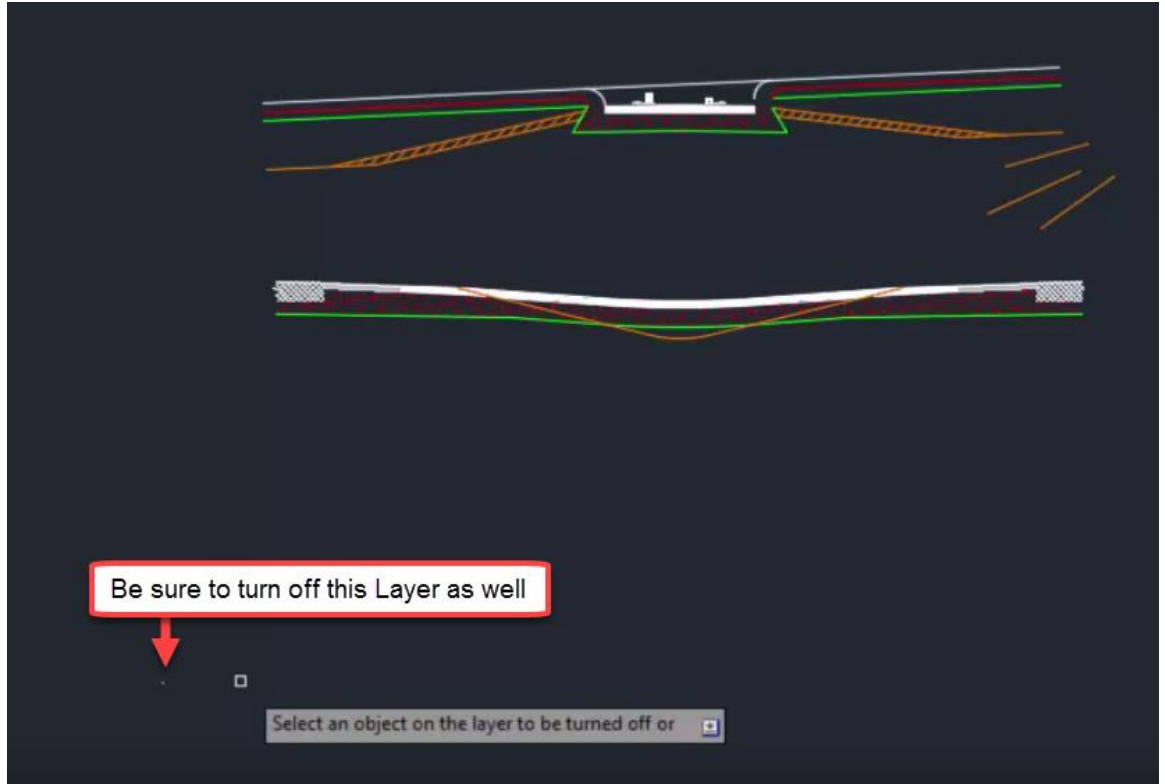 Be sure to turn off this Layer as well
Select an object on the layer to be turned off or